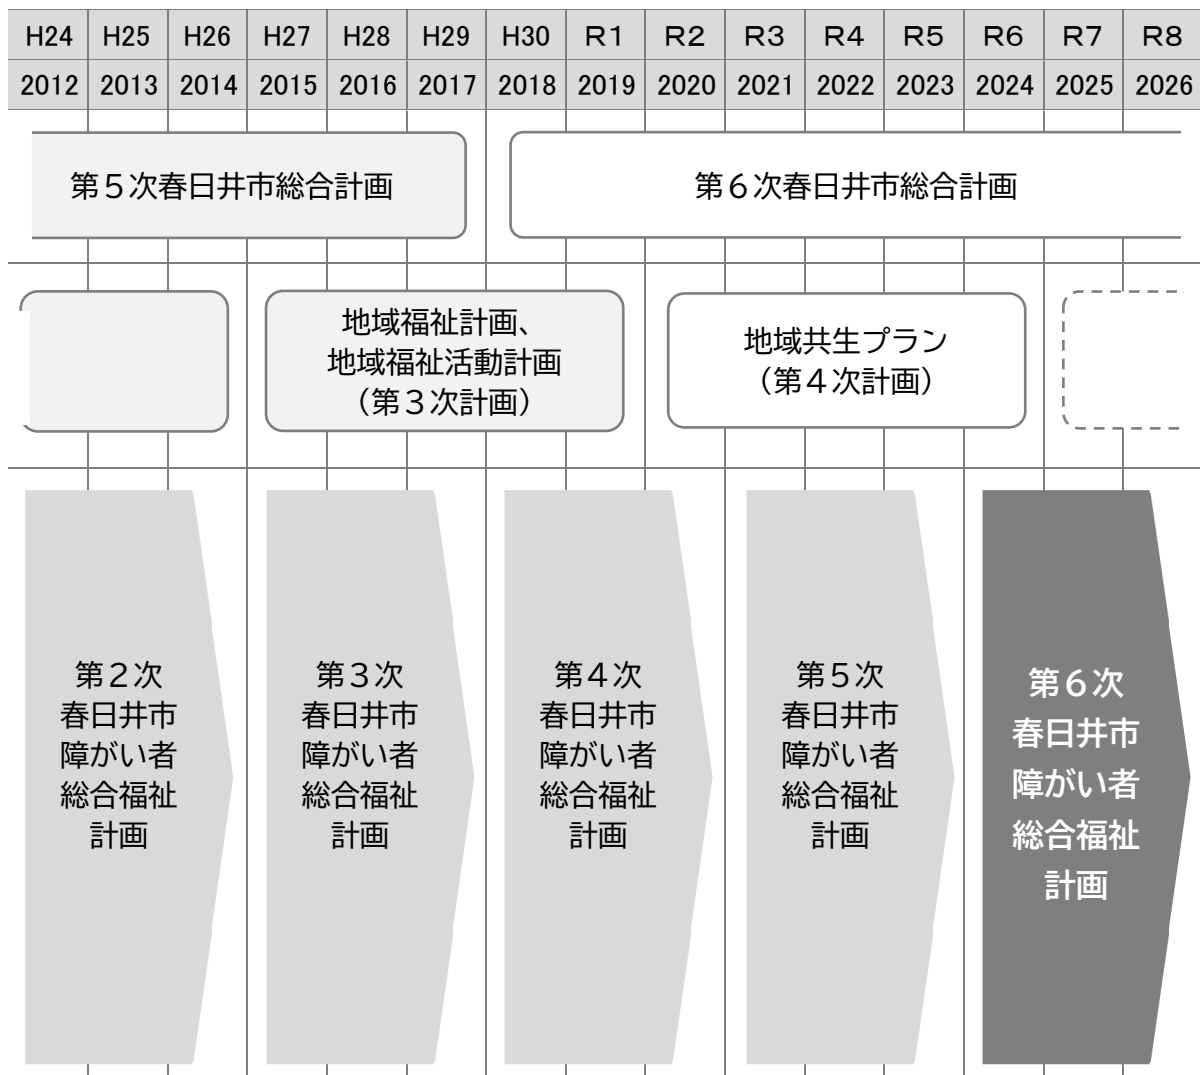 H24 H25 H26 H27 H28 H29 H30 R1 R2 R3 R4 R5 R6 R7 R8
2012 2013 2014 2015 2016 2017 2018 2019 2020 2021 2022 2023 2024 2025 2026
第5次春日井市総合計画
第6次春日井市総合計画
地域福祉計画、
地域福祉活動計画
（第3次計画）
地域共生プラン
（第4次計画）
第2次
春日井市
障がい者
総合福祉
計画
第3次
春日井市
障がい者
総合福祉
計画
第4次
春日井市
障がい者
総合福祉
計画
第5次
春日井市
障がい者
総合福祉
計画
第6次
春日井市
障がい者
総合福祉
計画